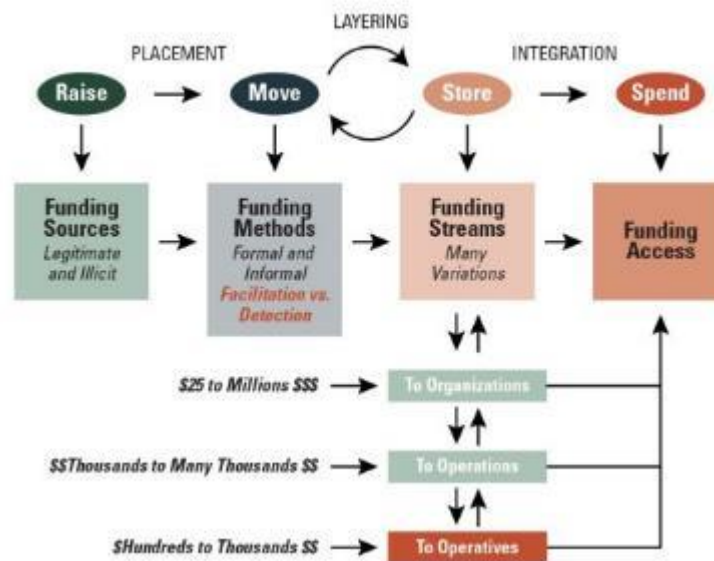 LAYERING
PLACEMENT
INTEGRATION
Raise
Move
Store
Spend
Funding
Sources
Legitimate
and Illicit
Funding
Methods
Formal and
Informal
Facilitation vs.
Detection
Funding
Streams
Many
Variations
Funding
Access
$25 to Millions $$$
To Organizations
$$Thousands to Many Thousands $$
To Operations
$Hundreds to Thousands $$
To Operatives